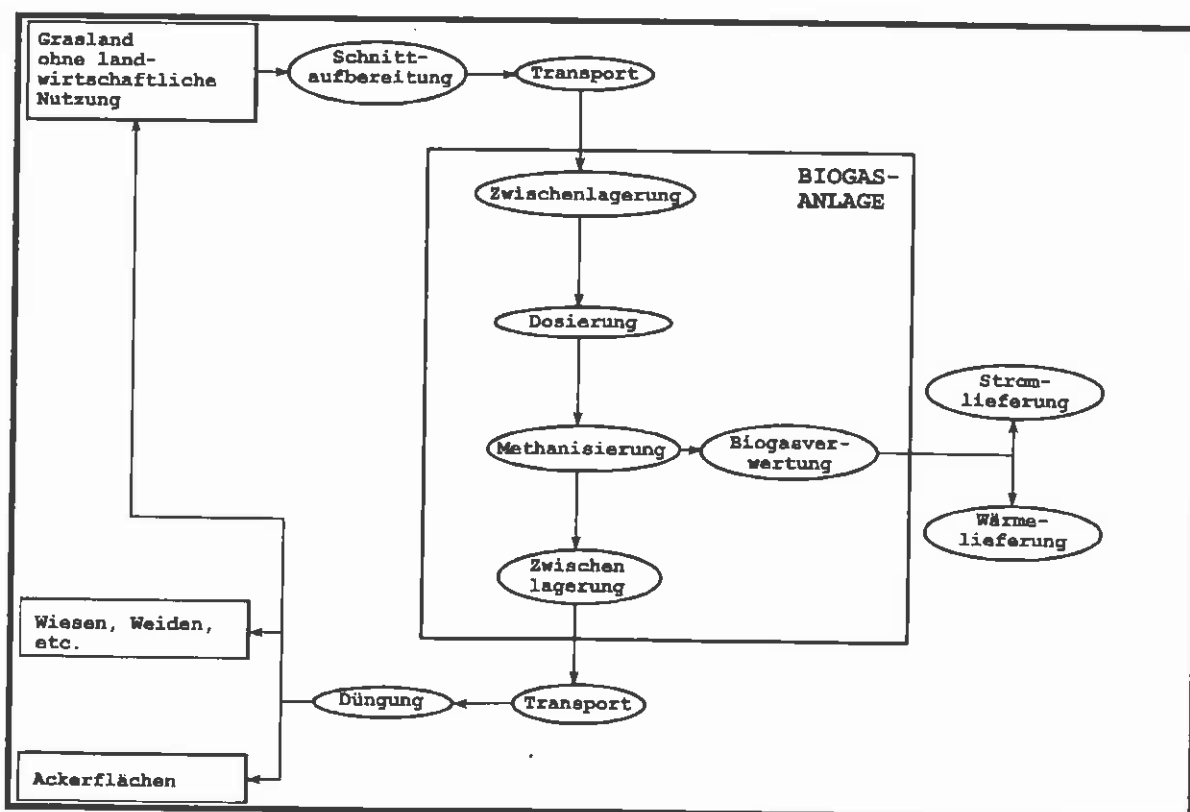 Grasland
ohne land-
wirtschaftliche
Nutzung
Schnitt-
aufbereitung
Transport
BIOGAS-
ANLAGE
Zwischenlagerung
Dosierung
Strom-
lieferung
Methanisierung
Biogasver-
wertung
Wärme-
lieferung
Zwischen
lagerung
Wiesen, Weiden,
etc.
Düngung
Transport
Ackerflächen